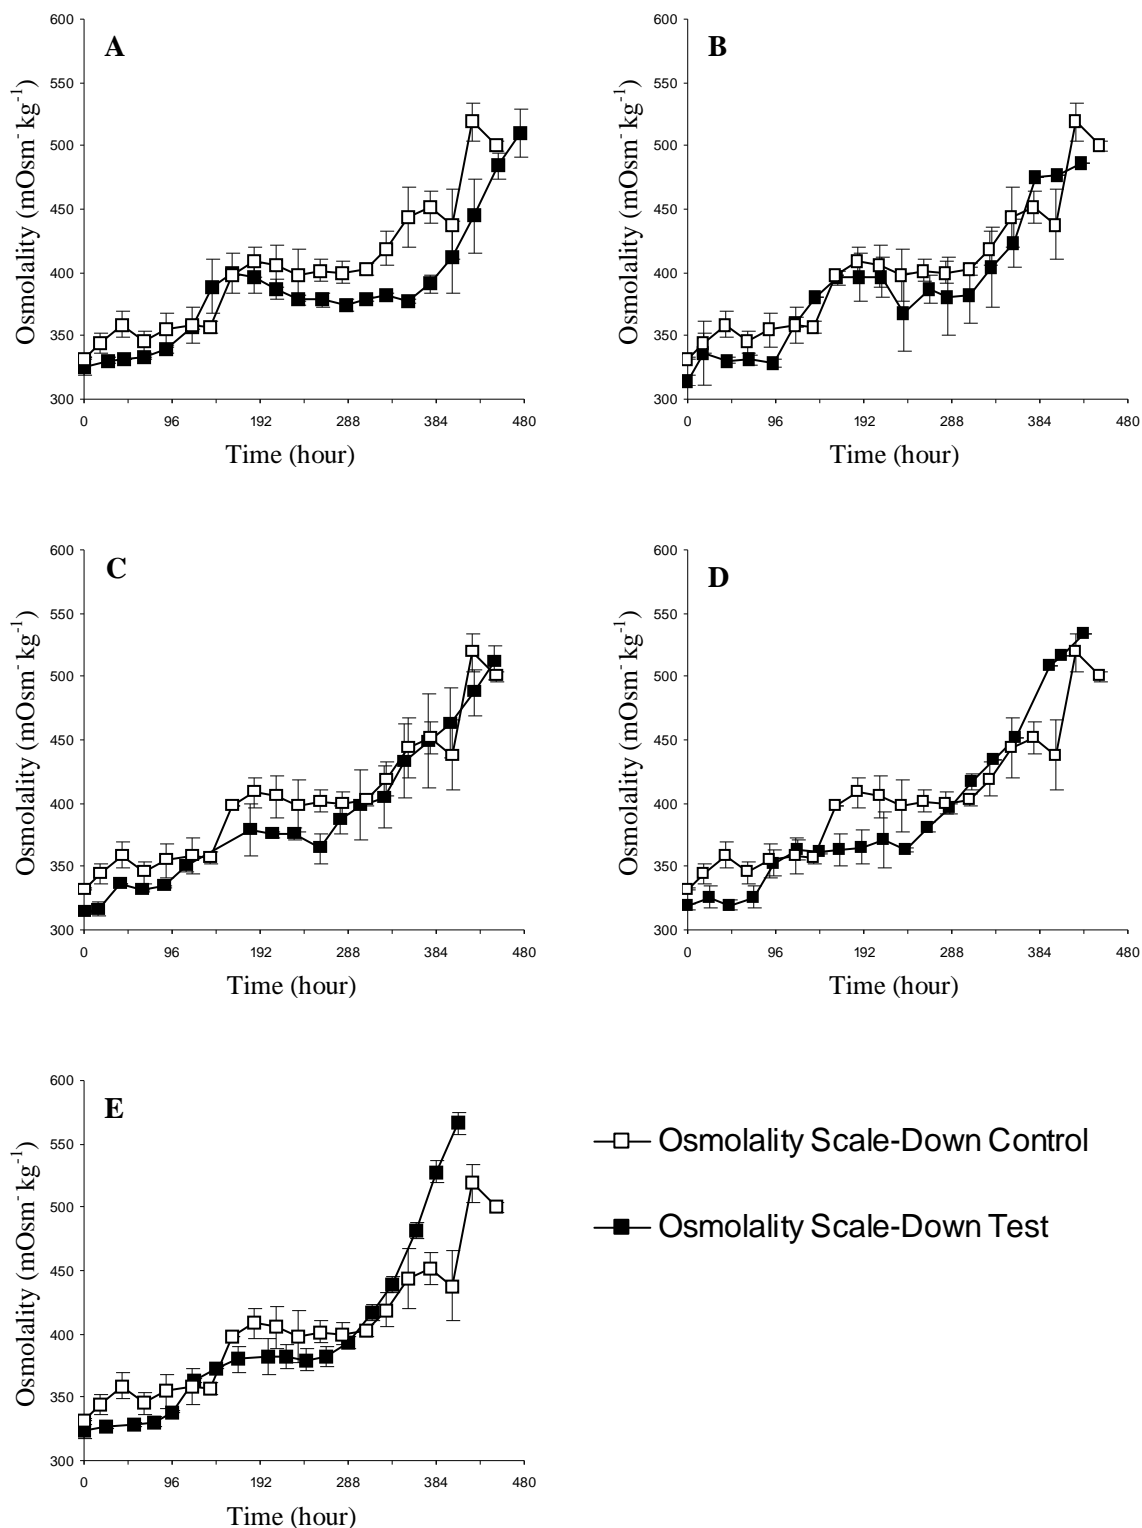 A
Osmolality (mOsm⁻ kg⁻¹)
600
550
500
450
400
350
300
0 96 192 288 384 480
Time (hour)
B
Osmolality (mOsm⁻ kg⁻¹)
600
550
500
450
400
350
300
0 96 192 288 384 480
Time (hour)
C
Osmolality (mOsm⁻ kg⁻¹)
600
550
500
450
400
350
300
0 96 192 288 384 480
Time (hour)
D
Osmolality (mOsm⁻ kg⁻¹)
600
550
500
450
400
350
300
0 96 192 288 384 480
Time (hour)
E
Osmolality (mOsm⁻ kg⁻¹)
600
550
500
450
400
350
300
0 96 192 288 384 480
Time (hour)
Osmolality Scale-Down Control
Osmolality Scale-Down Test